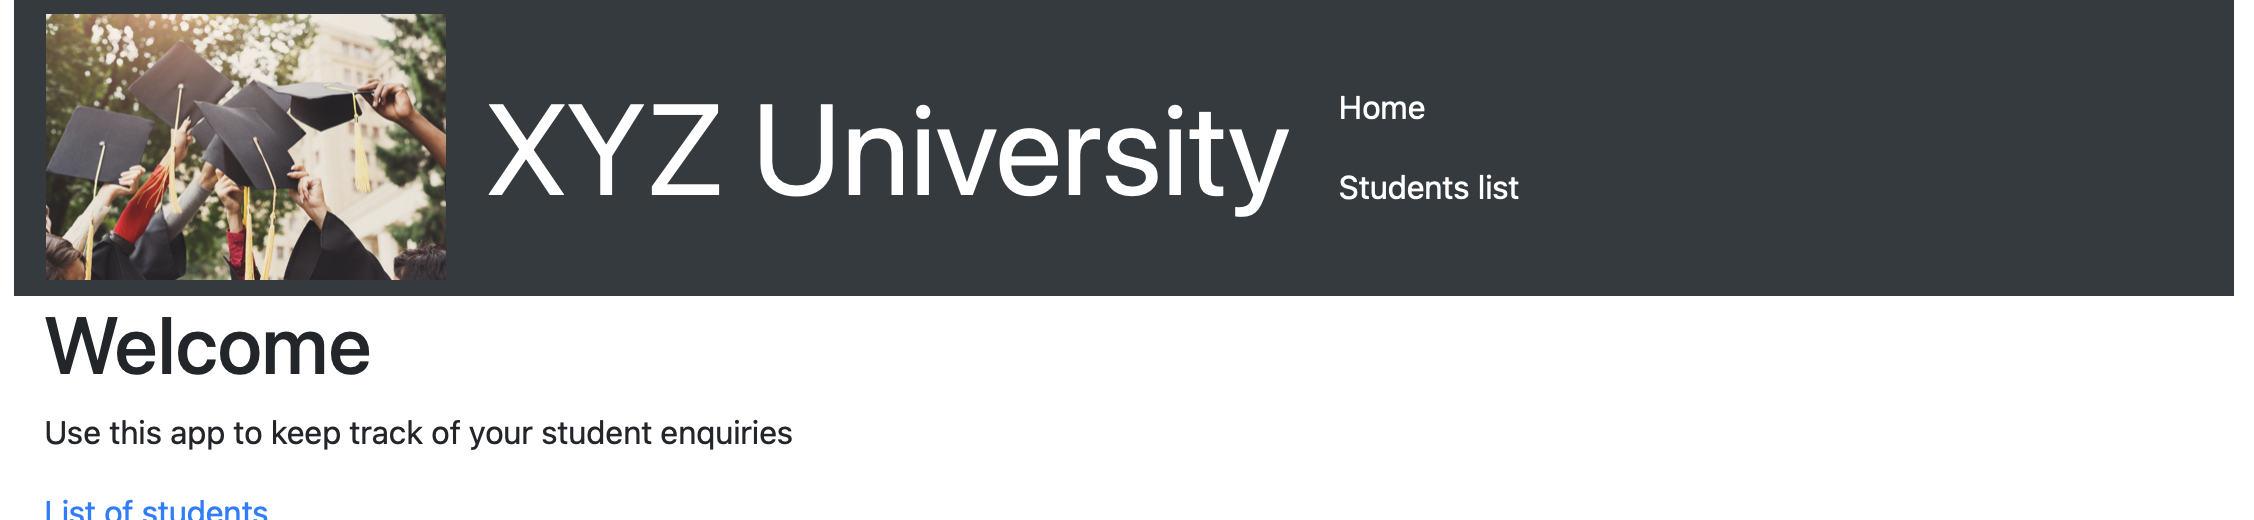 XYZ University
Home
Students list
Welcome
Use this app to keep track of your student enquiries
List of students